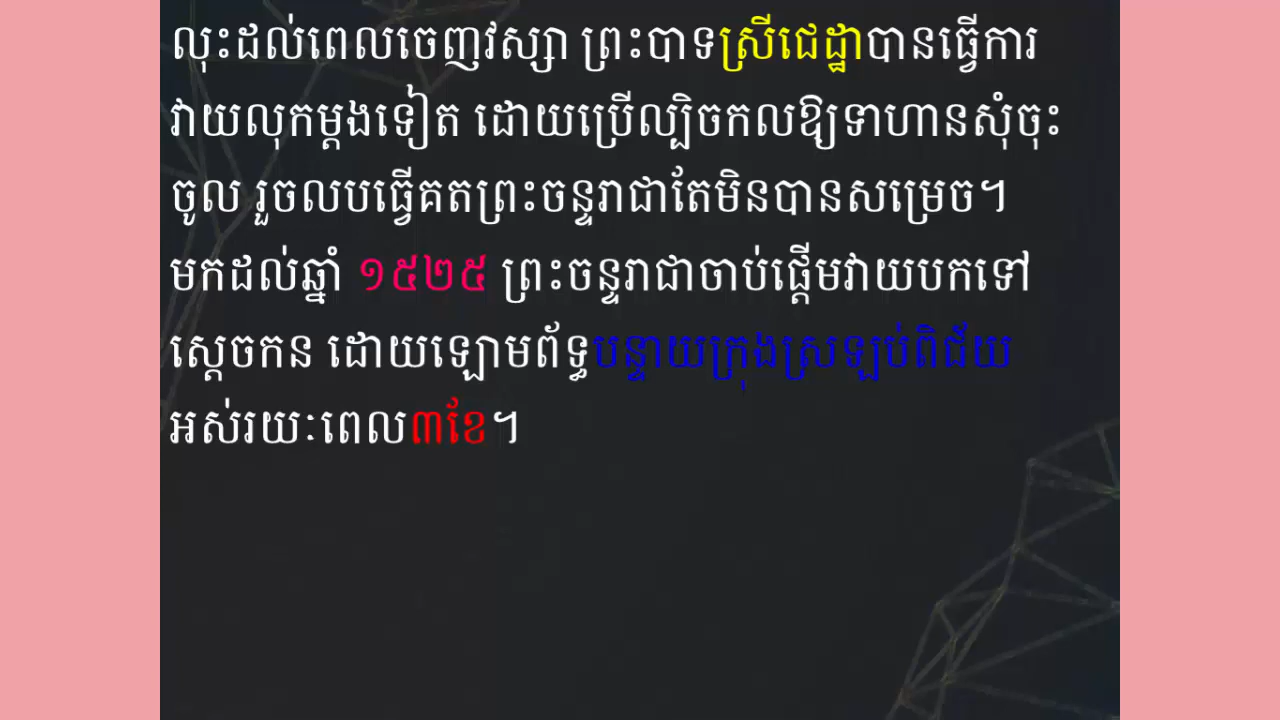 លុះដល់ពេលចេញវស្សា ព្រះបាទស្រីជេដ្ឋាបានធ្វើការ
វាយលុកម្តងទៀត ដោយប្រើល្បិចកលឱ្យទាហានសុំចុះ
ចូល រួចលបធ្វើគតព្រះចន្ទរាជាតែមិនបានសម្រេច។
មកដល់ឆ្នាំ ១៥២៥ ព្រះចន្ទរាជាចាប់ផ្តើមវាយបកទៅ
ស្តេចកន ដោយឡោមព័ទ្ធបន្ទាយក្រុងស្រឡប់ពិជ័យ
អស់រយៈពេល៣ខែ។